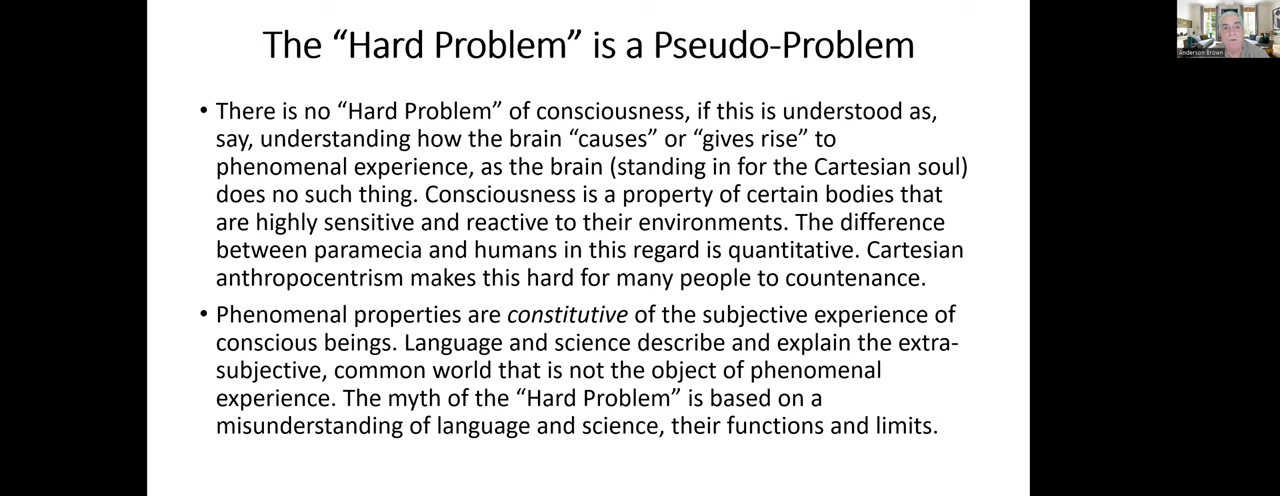 The “Hard Problem” is a Pseudo-Problem
• There is no “Hard Problem” of consciousness, if this is understood as,
say, understanding how the brain “causes” or “gives rise” to
phenomenal experience, as the brain (standing in for the Cartesian soul)
does no such thing. Consciousness is a property of certain bodies that
are highly sensitive and reactive to their environments. The difference
between paramecia and humans in this regard is quantitative. Cartesian
anthropocentrism makes this hard for many people to countenance.
• Phenomenal properties are constitutive of the subjective experience of
conscious beings. Language and science describe and explain the extra-
subjective, common world that is not the object of phenomenal
experience. The myth of the “Hard Problem” is based on a
misunderstanding of language and science, their functions and limits.
Anderson Brown